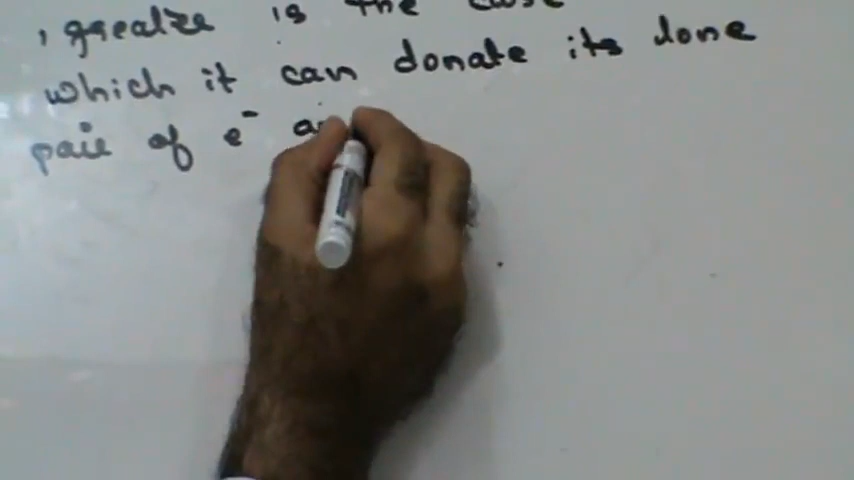 , greater is the ease
which it can donate its lone
pair of e⁻ a